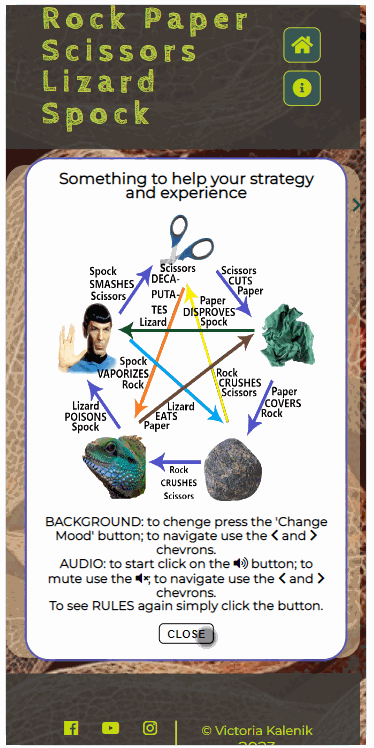 Rock Paper
Scissors
Lizard
Spock
Something to help your strategy
and experience
Scissors
DECA-
PUTA-
TES
Lizard
Spock
SMASHES
Scissors
Scissors
CUTS
Paper
Paper
DISPROVES
Spock
Spock
VAPORIZES
Rock
Rock
CRUSHES
Scissors
Paper
COVERS
Rock
Lizard
POISONS
Spock
Lizard
EATS
Paper
Rock
CRUSHES
Scissors
BACKGROUND: to chenge press the 'Change
Mood' button; to navigate use the < and >
chevrons.
AUDIO: to start click on the button; to
mute use the ; to navigate use the < and >
chevrons.
To see RULES again simply click the button.
CLOSE
© Victoria Kalenik
2023